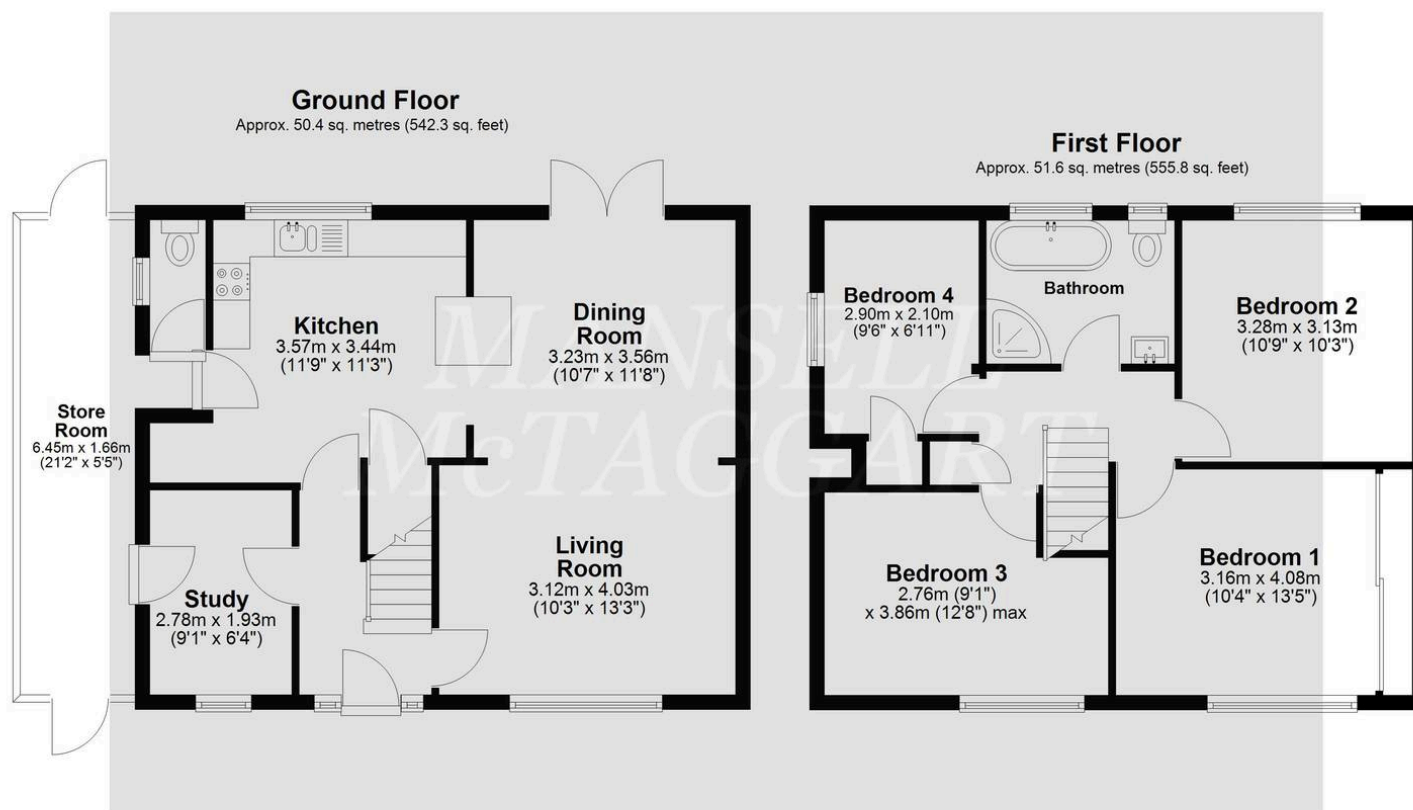 Ground Floor
Approx. 50.4 sq. metres (542.3 sq. feet)
First Floor
Approx. 51.6 sq. metres (555.8 sq. feet)
Kitchen
3.57m x 3.44m
(11'9" x 11'3")
Dining
Room
3.23m x 3.56m
(10'7" x 11'8")
Store
Room
6.45m x 1.66m
(21'2" x 5'5")
Study
2.78m x 1.93m
(9'1" x 6'4")
Living
Room
3.12m x 4.03m
(10'3" x 13'3")
Bedroom 4
2.90m x 2.10m
(9'6" x 6'11")
Bathroom
Bedroom 2
3.28m x 3.13m
(10'9" x 10'3")
Bedroom 3
2.76m (9'1")
x 3.86m (12'8") max
Bedroom 1
3.16m x 4.08m
(10'4" x 13'5")
MANSELL
McTAGGART